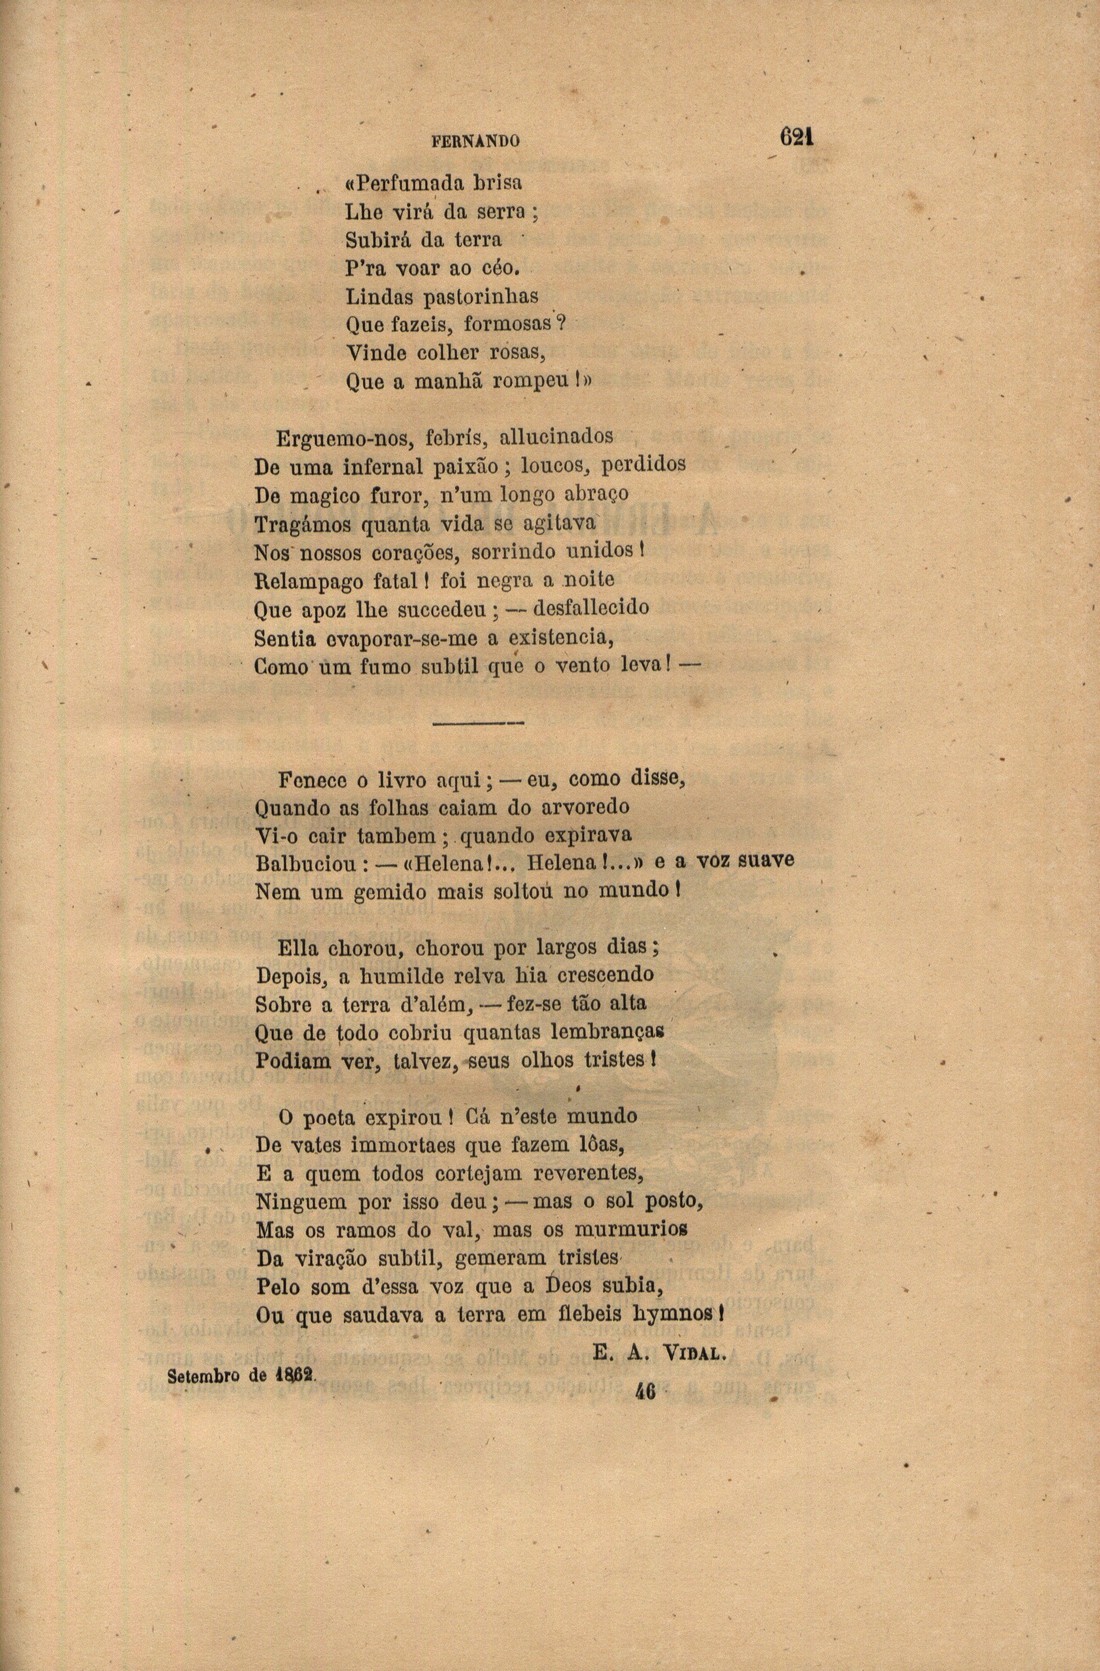 FERNANDO 621
«Perfumada brisa
Lhe virá da serra ;
Subirá da terra
P'ra voar ao céo.
Lindas pastorinhas
Que fazeis, formosas ?
Vinde colher rosas,
Que a manhã rompeu !»
Erguemo-nos, febrís, allucinados
De uma infernal paixão ; loucos, perdidos
De magico furor, n'um longo abraço
Tragámos quanta vida se agitava
Nos nossos corações, sorrindo unidos !
Relampago fatal ! foi negra a noite
Que apoz lhe succedeu ; — desfallecido
Sentia evaporar-se-me a existencia,
Como um fumo subtil que o vento leva ! —
Fenece o livro aqui ; — eu, como disse,
Quando as folhas caiam do arvoredo
Vi-o cair tambem ; quando expirava
Balbuciou : — «Helena!... Helena!...» e a voz suave
Nem um gemido mais soltou no mundo !
Ella chorou, chorou por largos dias ;
Depois, a humilde relva hia crescendo
Sobre a terra d'além, — fez-se tão alta
Que de todo cobriu quantas lembranças
Podiam ver, talvez, seus olhos tristes !
O poeta expirou ! Cá n'este mundo
De vates immortaes que fazem lôas,
E a quem todos cortejam reverentes,
Ninguem por isso deu ; — mas o sol posto,
Mas os ramos do val, mas os murmurios
Da viração subtil, gemeram tristes
Pelo som d'essa voz que a Deos subia,
Ou que saudava a terra em flebeis hymnos !
E. A. VIDAL.
Setembro de 1862.
46